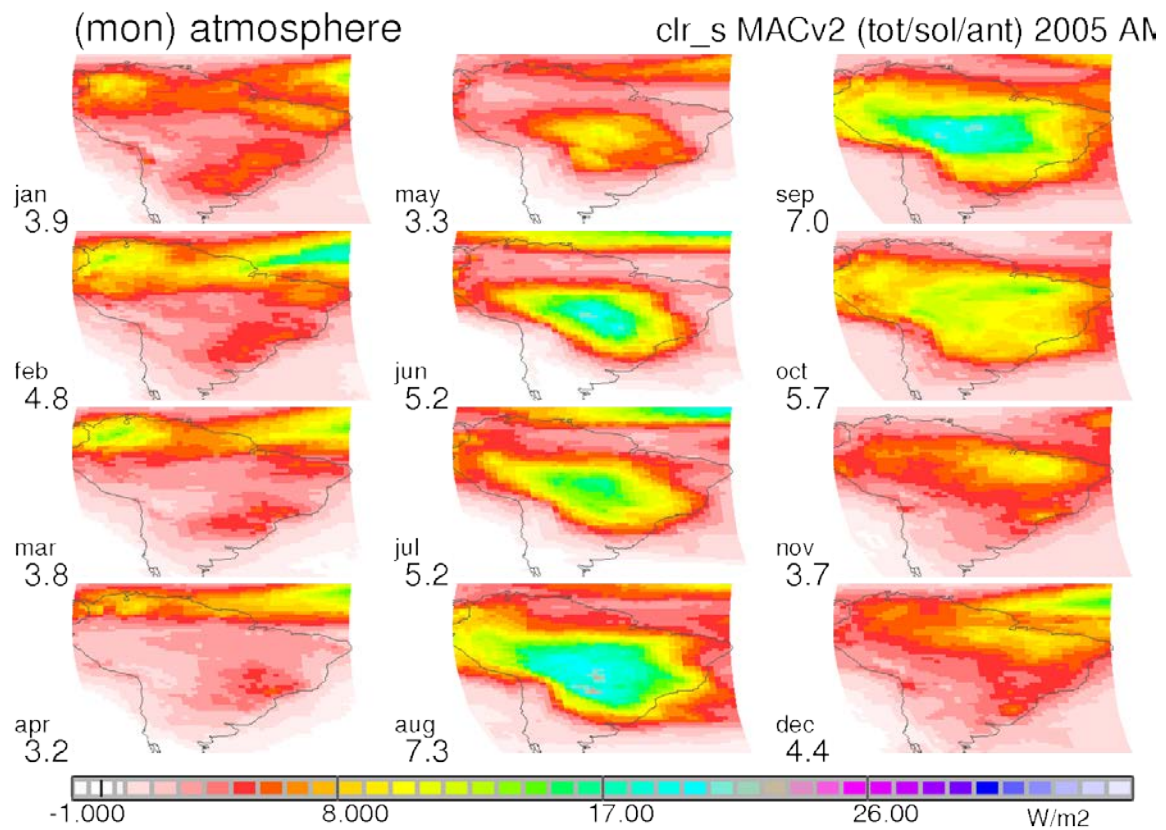 (mon) atmosphere
clr_s MACv2 (tot/sol/ant) 2005 AM
jan
3.9
may
3.3
sep
7.0
feb
4.8
jun
5.2
oct
5.7
mar
3.8
jul
5.2
nov
3.7
apr
3.2
aug
7.3
dec
4.4
-1.000 8.000 17.00 26.00 W/m2